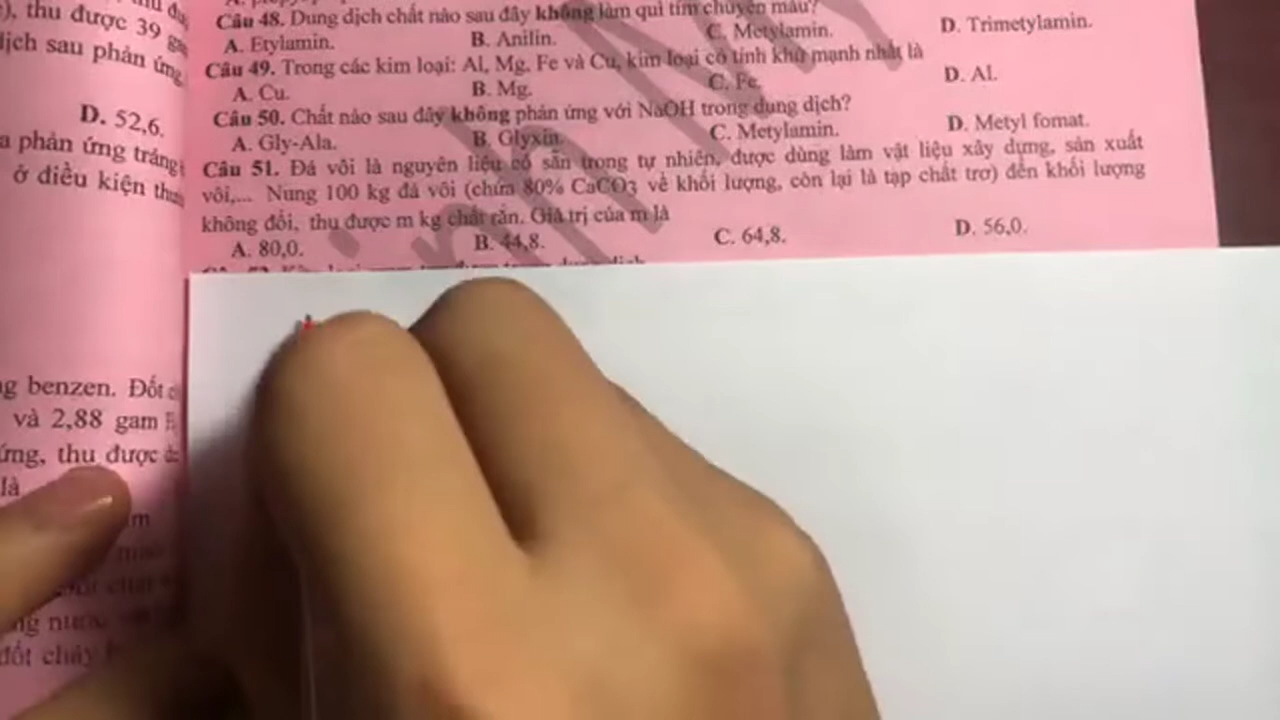 ), thu được 39
dịch sau phản ứng
D. 52,6.
a phản ứng tráng
ở điều kiện
g benzen. Đốt
và 2,88 gam
ứng, thu được
là
đốt cháy
Câu 48. Dung dịch chất nào sau đây không làm quì tím chuyển màu?
A. Etylamin. B. Anilin. C. Metylamin. D. Trimetylamin.
Câu 49. Trong các kim loại: Al, Mg, Fe và Cu, kim loại có tính khử mạnh nhất là
A. Cu. B. Mg. C. Fe. D. Al.
Câu 50. Chất nào sau đây không phản ứng với NaOH trong dung dịch?
A. Gly-Ala. B. Glyxin. C. Metylamin. D. Metyl fomat.
Câu 51. Đá vôi là nguyên liệu có sẵn trong tự nhiên, được dùng làm vật liệu xây dựng, sản xuất
vôi,... Nung 100 kg đá vôi (chứa 80% CaCO3 về khối lượng, còn lại là tạp chất trơ) đến khối lượng
không đổi, thu được m kg chất rắn. Giá trị của m là
A. 80,0. B. 44,8. C. 64,8. D. 56,0.